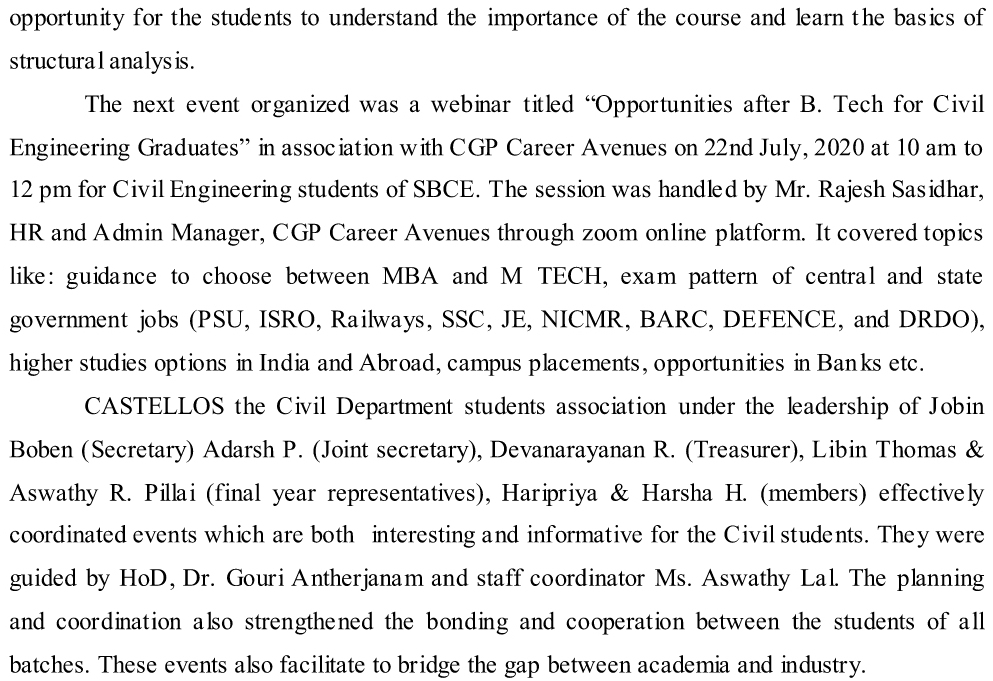 opportunity for the students to understand the importance of the course and learn the basics of
structural analysis.
The next event organized was a webinar titled “Opportunities after B. Tech for Civil
Engineering Graduates” in association with CGP Career Avenues on 22nd July, 2020 at 10 am to
12 pm for Civil Engineering students of SBCE. The session was handled by Mr. Rajesh Sasidhar,
HR and Admin Manager, CGP Career Avenues through zoom online platform. It covered topics
like: guidance to choose between MBA and M TECH, exam pattern of central and state
government jobs (PSU, ISRO, Railways, SSC, JE, NICMR, BARC, DEFENCE, and DRDO),
higher studies options in India and Abroad, campus placements, opportunities in Banks etc.
CASTELLOS the Civil Department students association under the leadership of Jobin
Boben (Secretary) Adarsh P. (Joint secretary), Devanarayanan R. (Treasurer), Libin Thomas &
Aswathy R. Pillai (final year representatives), Haripriya & Harsha H. (members) effectively
coordinated events which are both interesting and informative for the Civil students. They were
guided by HoD, Dr. Gouri Antherjanam and staff coordinator Ms. Aswathy Lal. The planning
and coordination also strengthened the bonding and cooperation between the students of all
batches. These events also facilitate to bridge the gap between academia and industry.